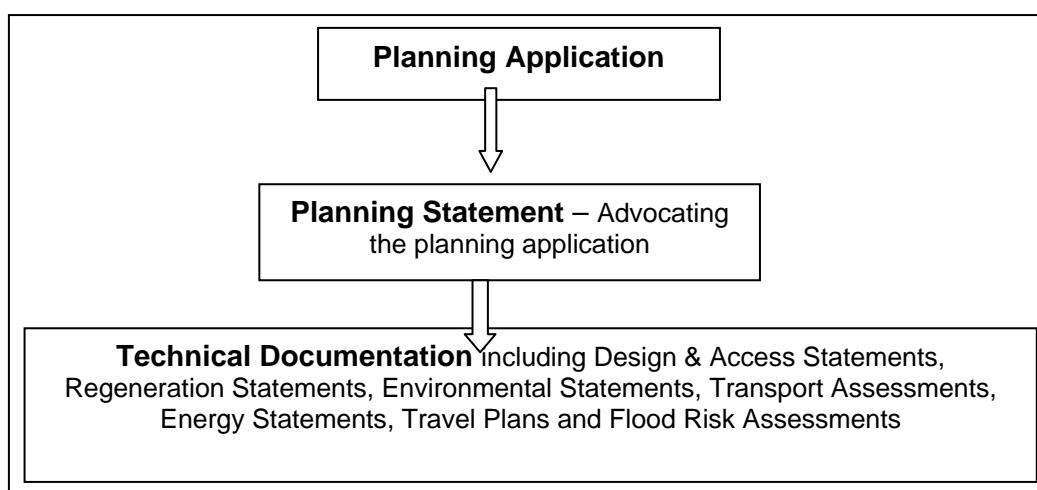 Planning Application
Planning Statement – Advocating
the planning application
Technical Documentation including Design & Access Statements,
Regeneration Statements, Environmental Statements, Transport Assessments,
Energy Statements, Travel Plans and Flood Risk Assessments